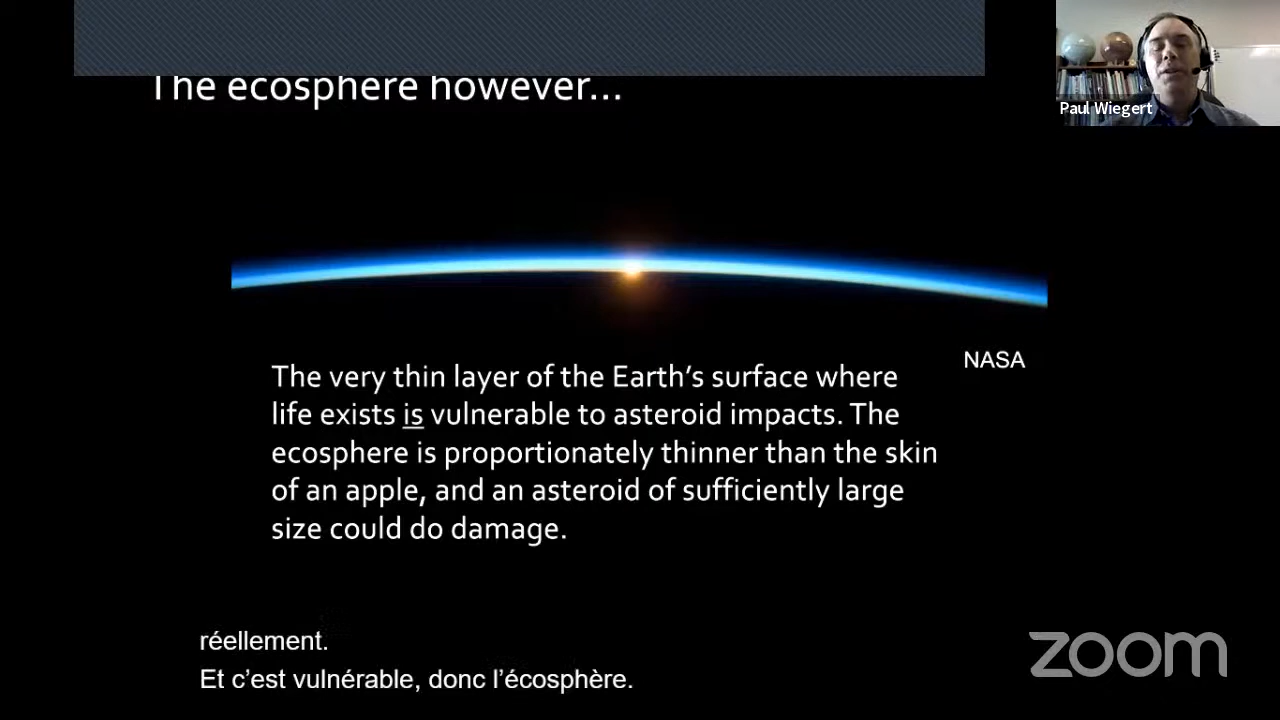 The ecosphere however...
Paul Wiegert
NASA
The very thin layer of the Earth's surface where
life exists is vulnerable to asteroid impacts. The
ecosphere is proportionately thinner than the skin
of an apple, and an asteroid of sufficiently large
size could do damage.
réellement.
Et c'est vulnérable, donc l'écosphère.
zoom